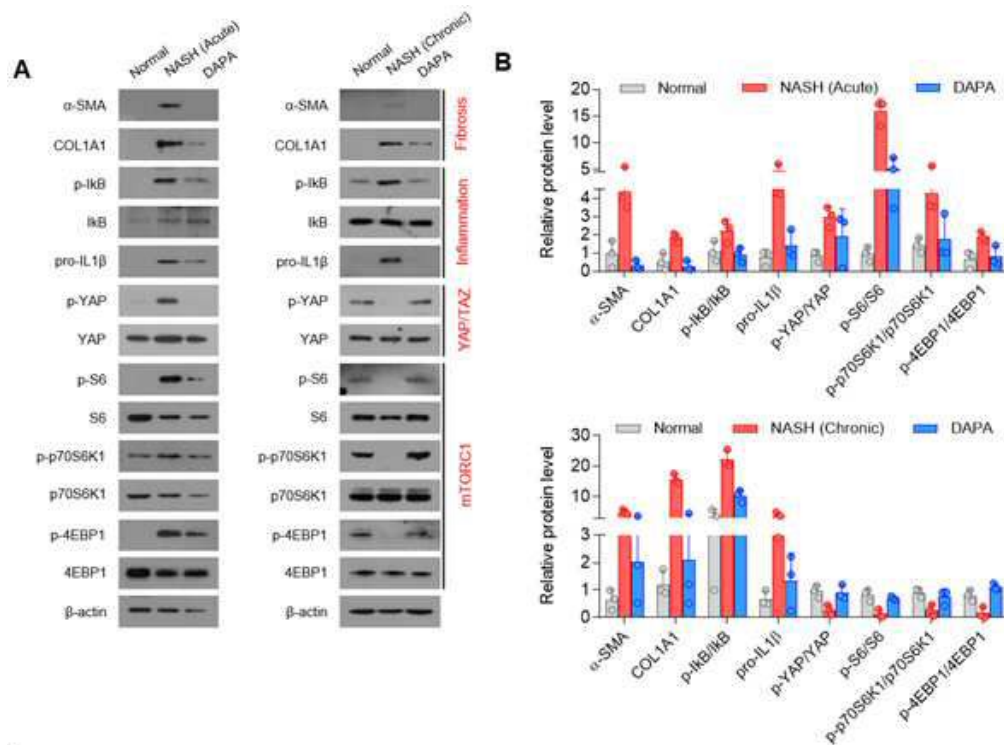 A
Normal
NASH (Acute)
DAPA
α-SMA
COL1A1
p-IkB
IkB
pro-IL1β
p-YAP
YAP
p-S6
S6
p-p70S6K1
p70S6K1
p-4EBP1
4EBP1
β-actin
Normal
NASH (Chronic)
DAPA
α-SMA
COL1A1
p-IkB
IkB
pro-IL1β
p-YAP
YAP
p-S6
S6
p-p70S6K1
p70S6K1
p-4EBP1
4EBP1
β-actin
Fibrosis
Inflammation
YAP/TAZ
mTORC1
B
Normal NASH (Acute) DAPA
Relative protein level
20
15
10
5
4
3
2
1
0
α-SMA
COL1A1
p-IkB/IkB
pro-IL1β
p-YAP/YAP
p-S6/S6
p-p70S6K1/p70S6K1
p-4EBP1/4EBP1
Normal NASH (Chronic) DAPA
Relative protein level
30
20
10
3
2
1
0
α-SMA
COL1A1
p-IkB/IkB
pro-IL1β
p-YAP/YAP
p-S6/S6
p-p70S6K1/p70S6K1
p-4EBP1/4EBP1